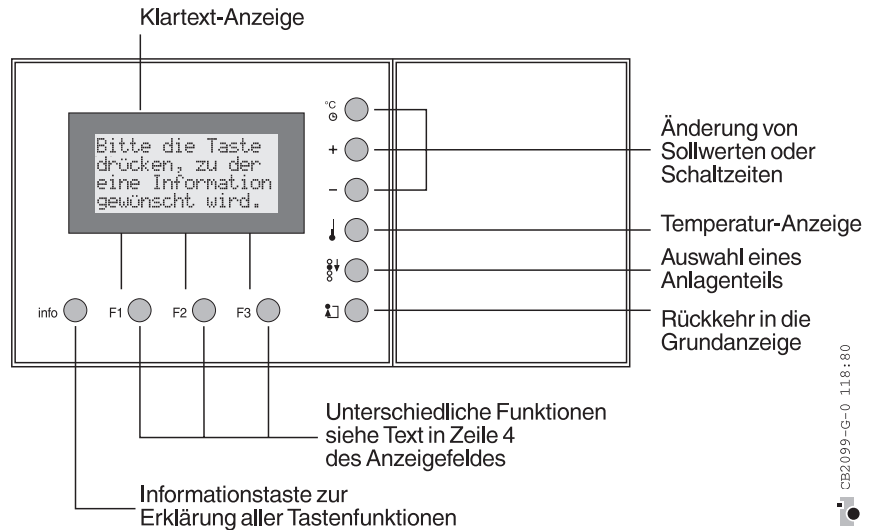 Klartext-Anzeige
Bitte die Taste
drücken, zu der
eine Information
gewünscht wird.
°C
+
−
info
F1
F2
F3
Änderung von
Sollwerten oder
Schaltzeiten
Temperatur-Anzeige
Auswahl eines
Anlagenteils
Rückkehr in die
Grundanzeige
Unterschiedliche Funktionen
siehe Text in Zeile 4
des Anzeigefeldes
Informationstaste zur
Erklärung aller Tastenfunktionen
CB2099-G-0 118:80